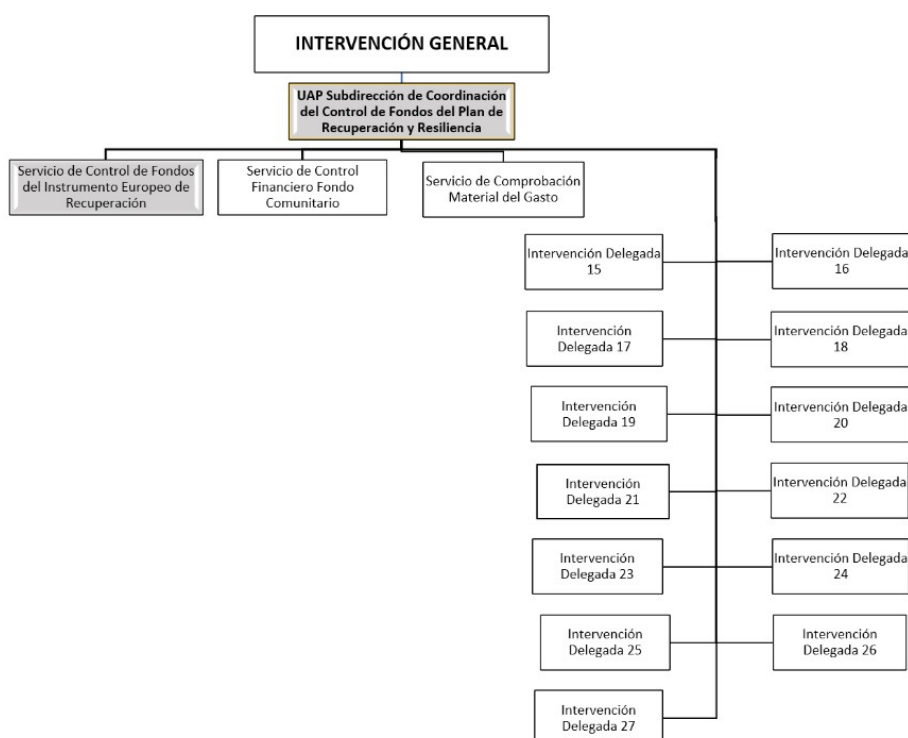 INTERVENCIÓN GENERAL
UAP Subdirección de Coordinación
del Control de Fondos del Plan de
Recuperación y Resiliencia
Servicio de Control de Fondos
del Instrumento Europeo de
Recuperación
Servicio de Control
Financiero Fondo
Comunitario
Servicio de Comprobación
Material del Gasto
Intervención Delegada
15
Intervención Delegada
16
Intervención
Delegada 17
Intervención Delegada
18
Intervención
Delegada 19
Intervención Delegada
20
Intervención
Delegada 21
Intervención Delegada
22
Intervención
Delegada 23
Intervención Delegada
24
Intervención
Delegada 25
Intervención
Delegada 26
Intervención
Delegada 27